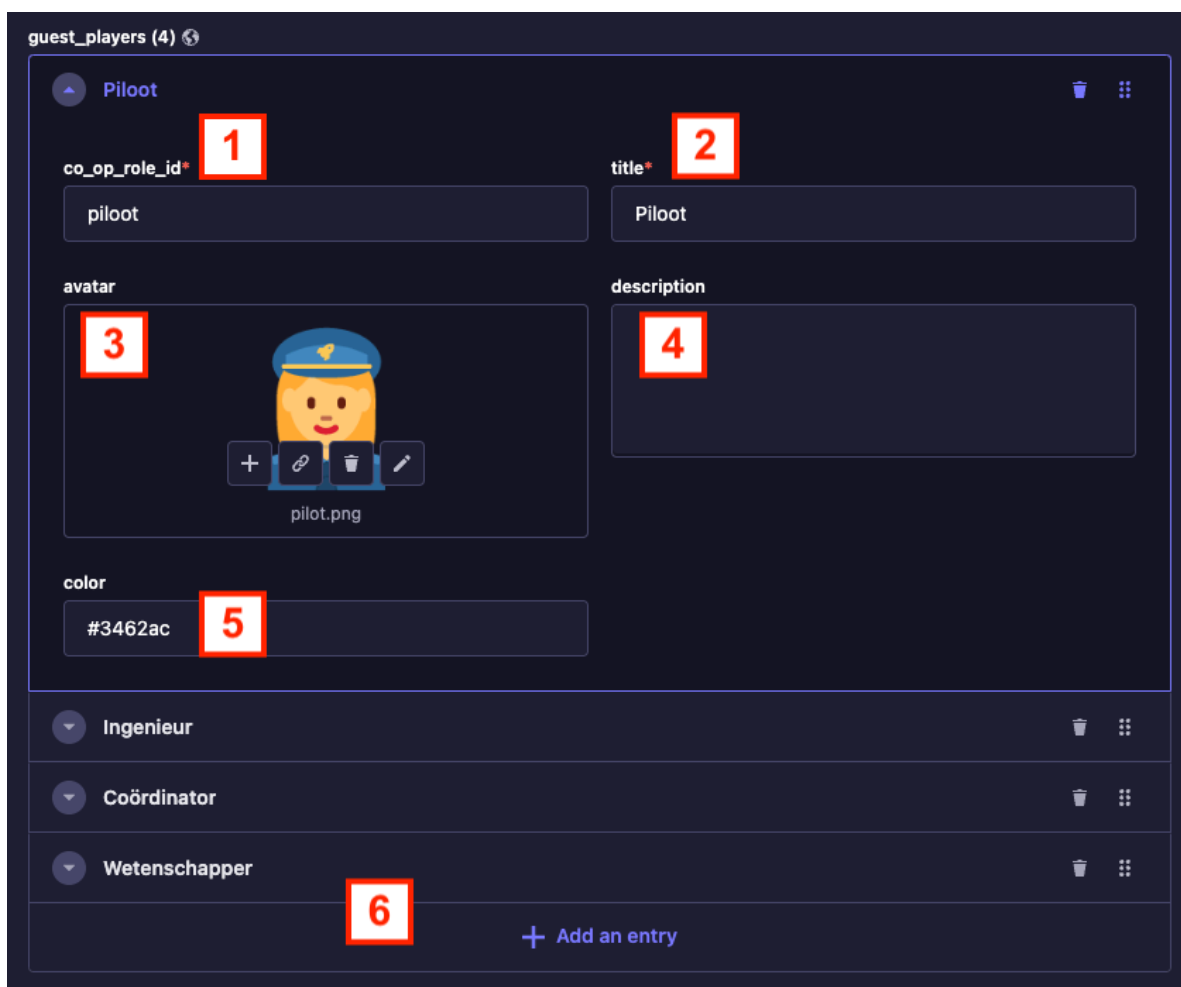 guest_players (4)
Piloot
1
2
co_op_role_id*
title*
piloot
Piloot
avatar
description
3
4
pilot.png
color
#3462ac
5
Ingenieur
Coördinator
Wetenschapper
6
Add an entry